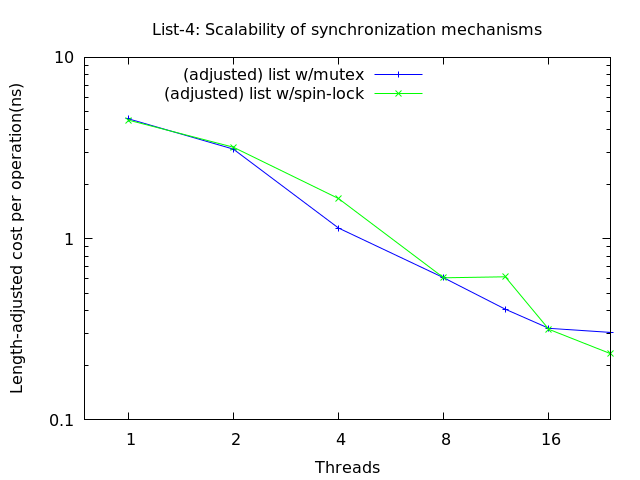 List-4: Scalability of synchronization mechanisms
10
(adjusted) list w/mutex
(adjusted) list w/spin-lock
Length-adjusted cost per operation(ns)
1
0.1
1 2 4 8 16
Threads